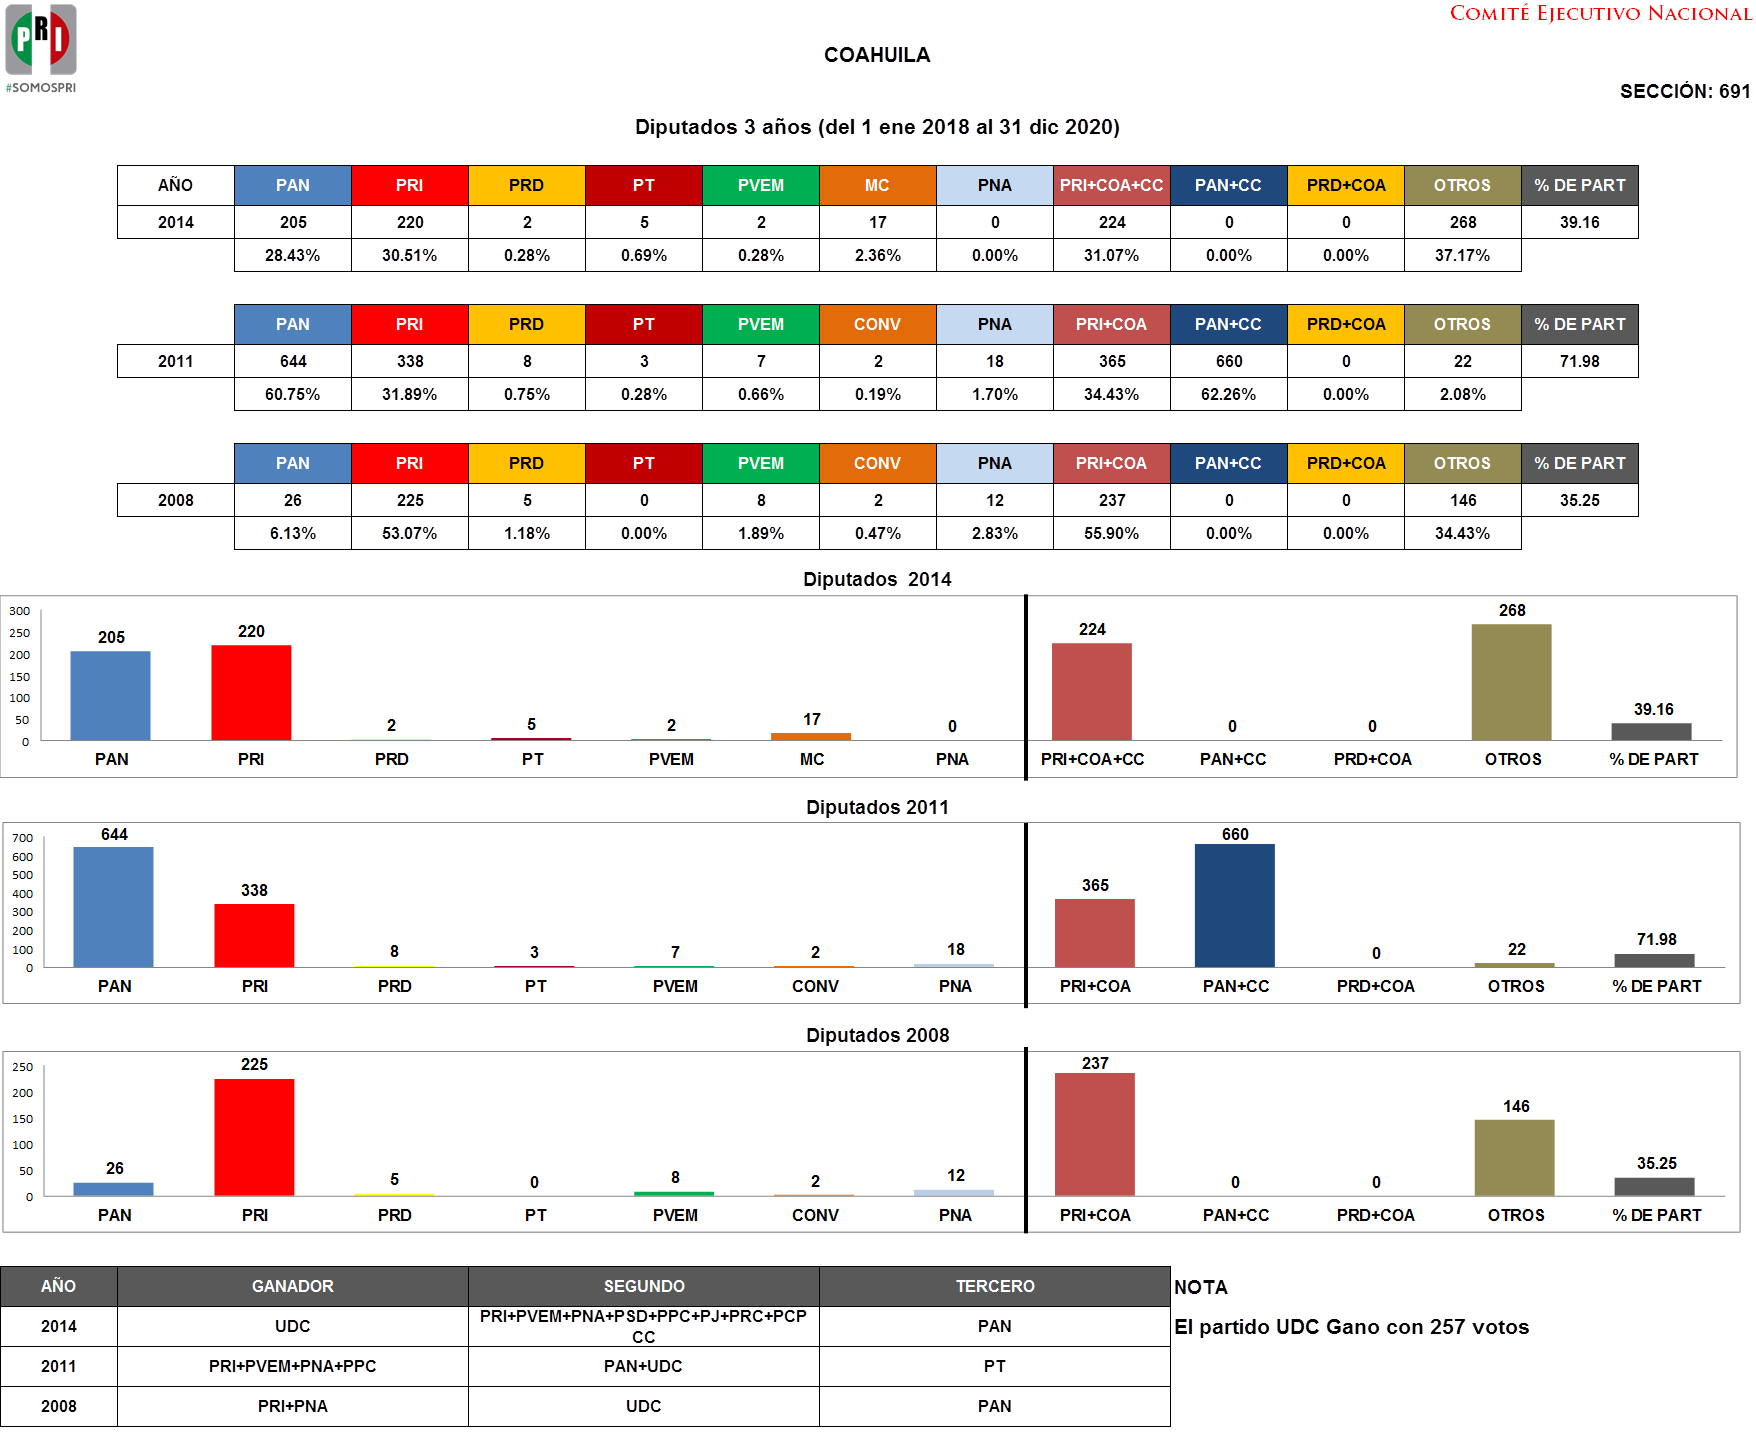 PRI
#SOMOSPRI
COMITÉ EJECUTIVO NACIONAL
COAHUILA
SECCIÓN: 691
Diputados 3 años (del 1 ene 2018 al 31 dic 2020)
AÑO PAN PRI PRD PT PVEM MC PNA PRI+COA+CC PAN+CC PRD+COA OTROS % DE PART
2014 205 220 2 5 2 17 0 224 0 0 268 39.16
28.43% 30.51% 0.28% 0.69% 0.28% 2.36% 0.00% 31.07% 0.00% 0.00% 37.17%
PAN PRI PRD PT PVEM CONV PNA PRI+COA PAN+CC PRD+COA OTROS % DE PART
2011 644 338 8 3 7 2 18 365 660 0 22 71.98
60.75% 31.89% 0.75% 0.28% 0.66% 0.19% 1.70% 34.43% 62.26% 0.00% 2.08%
PAN PRI PRD PT PVEM CONV PNA PRI+COA PAN+CC PRD+COA OTROS % DE PART
2008 26 225 5 0 8 2 12 237 0 0 146 35.25
6.13% 53.07% 1.18% 0.00% 1.89% 0.47% 2.83% 55.90% 0.00% 0.00% 34.43%
Diputados 2014
300
250
200
150
100
50
0
205 220 2 5 2 17 0 224 0 0 268 39.16
PAN PRI PRD PT PVEM MC PNA PRI+COA+CC PAN+CC PRD+COA OTROS % DE PART
Diputados 2011
700
600
500
400
300
200
100
0
644 338 8 3 7 2 18 365 660 0 22 71.98
PAN PRI PRD PT PVEM CONV PNA PRI+COA PAN+CC PRD+COA OTROS % DE PART
Diputados 2008
250
200
150
100
50
0
26 225 5 0 8 2 12 237 0 0 146 35.25
PAN PRI PRD PT PVEM CONV PNA PRI+COA PAN+CC PRD+COA OTROS % DE PART
AÑO GANADOR SEGUNDO TERCERO
2014 UDC PRI+PVEM+PNA+PSD+PPC+PJ+PRC+PCP
CC PAN
2011 PRI+PVEM+PNA+PPC PAN+UDC PT
2008 PRI+PNA UDC PAN
NOTA
El partido UDC Gano con 257 votos